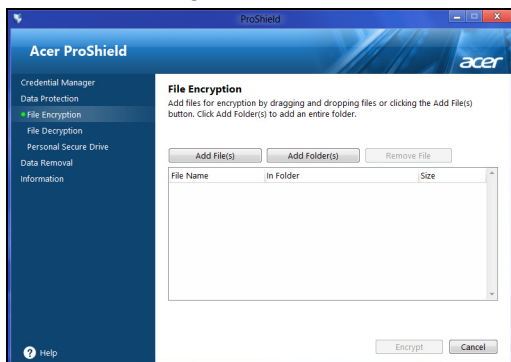 ProShield
Acer ProShield
acer
Credential Manager
Data Protection
File Encryption
File Decryption
Personal Secure Drive
Data Removal
Information
Help
File Encryption
Add files for encryption by dragging and dropping files or clicking the Add File(s)
button. Click Add Folder(s) to add an entire folder.
Add File(s) Add Folder(s) Remove File
File Name In Folder Size
Encrypt Cancel